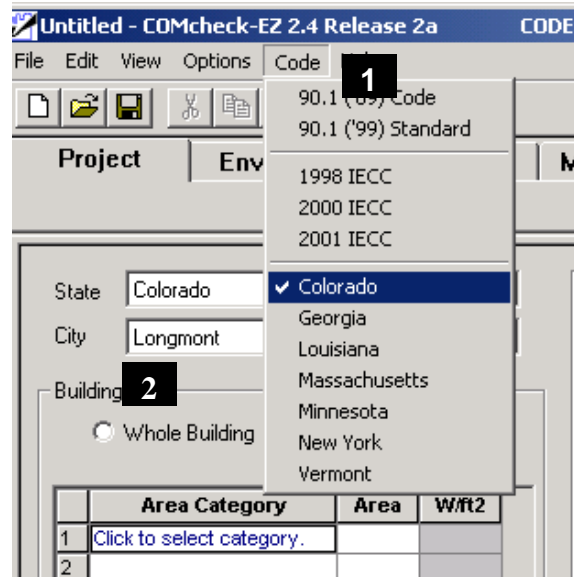 Untitled - COMcheck-EZ 2.4 Release 2a CODE
File Edit View Options Code
1
90.1 ('89) Code
90.1 ('99) Standard
Project Env M
1998 IECC
2000 IECC
2001 IECC
State Colorado
✔ Colorado
City Longmont
Georgia
Louisiana
Building
2
Massachusetts
Minnesota
Whole Building
New York
Vermont
Area Category Area W/ft2
1 Click to select category.
2